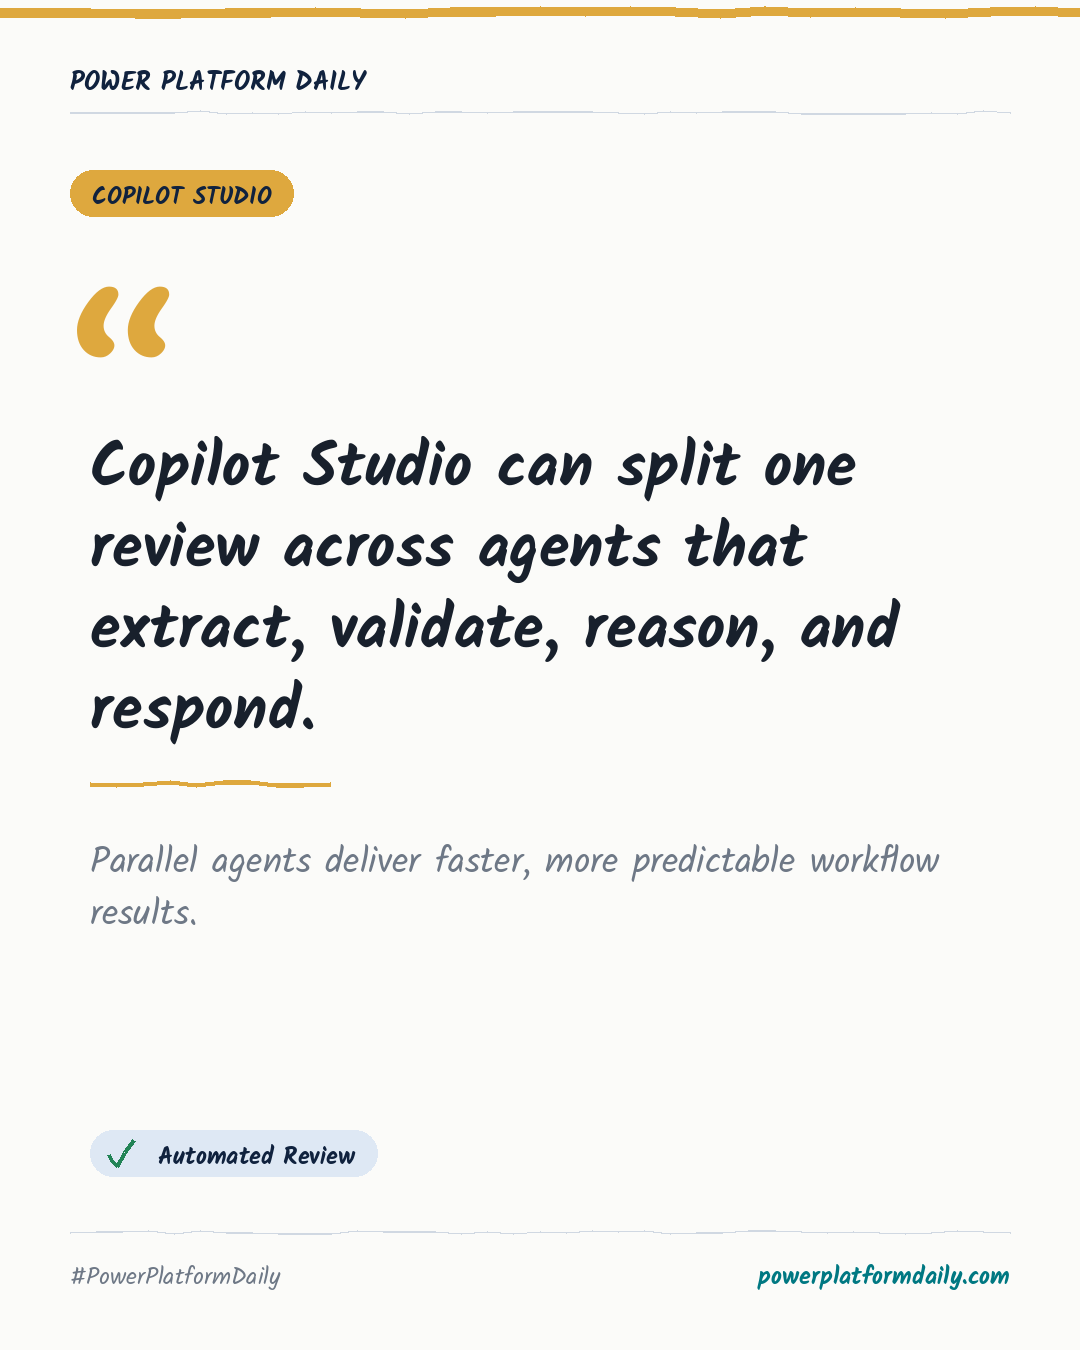 POWER PLATFORM DAILY
COPILOT STUDIO
“
Copilot Studio can split one
review across agents that
extract, validate, reason, and
respond.
Parallel agents deliver faster, more predictable workflow
results.
✓ Automated Review
#PowerPlatformDaily
powerplatformdaily.com